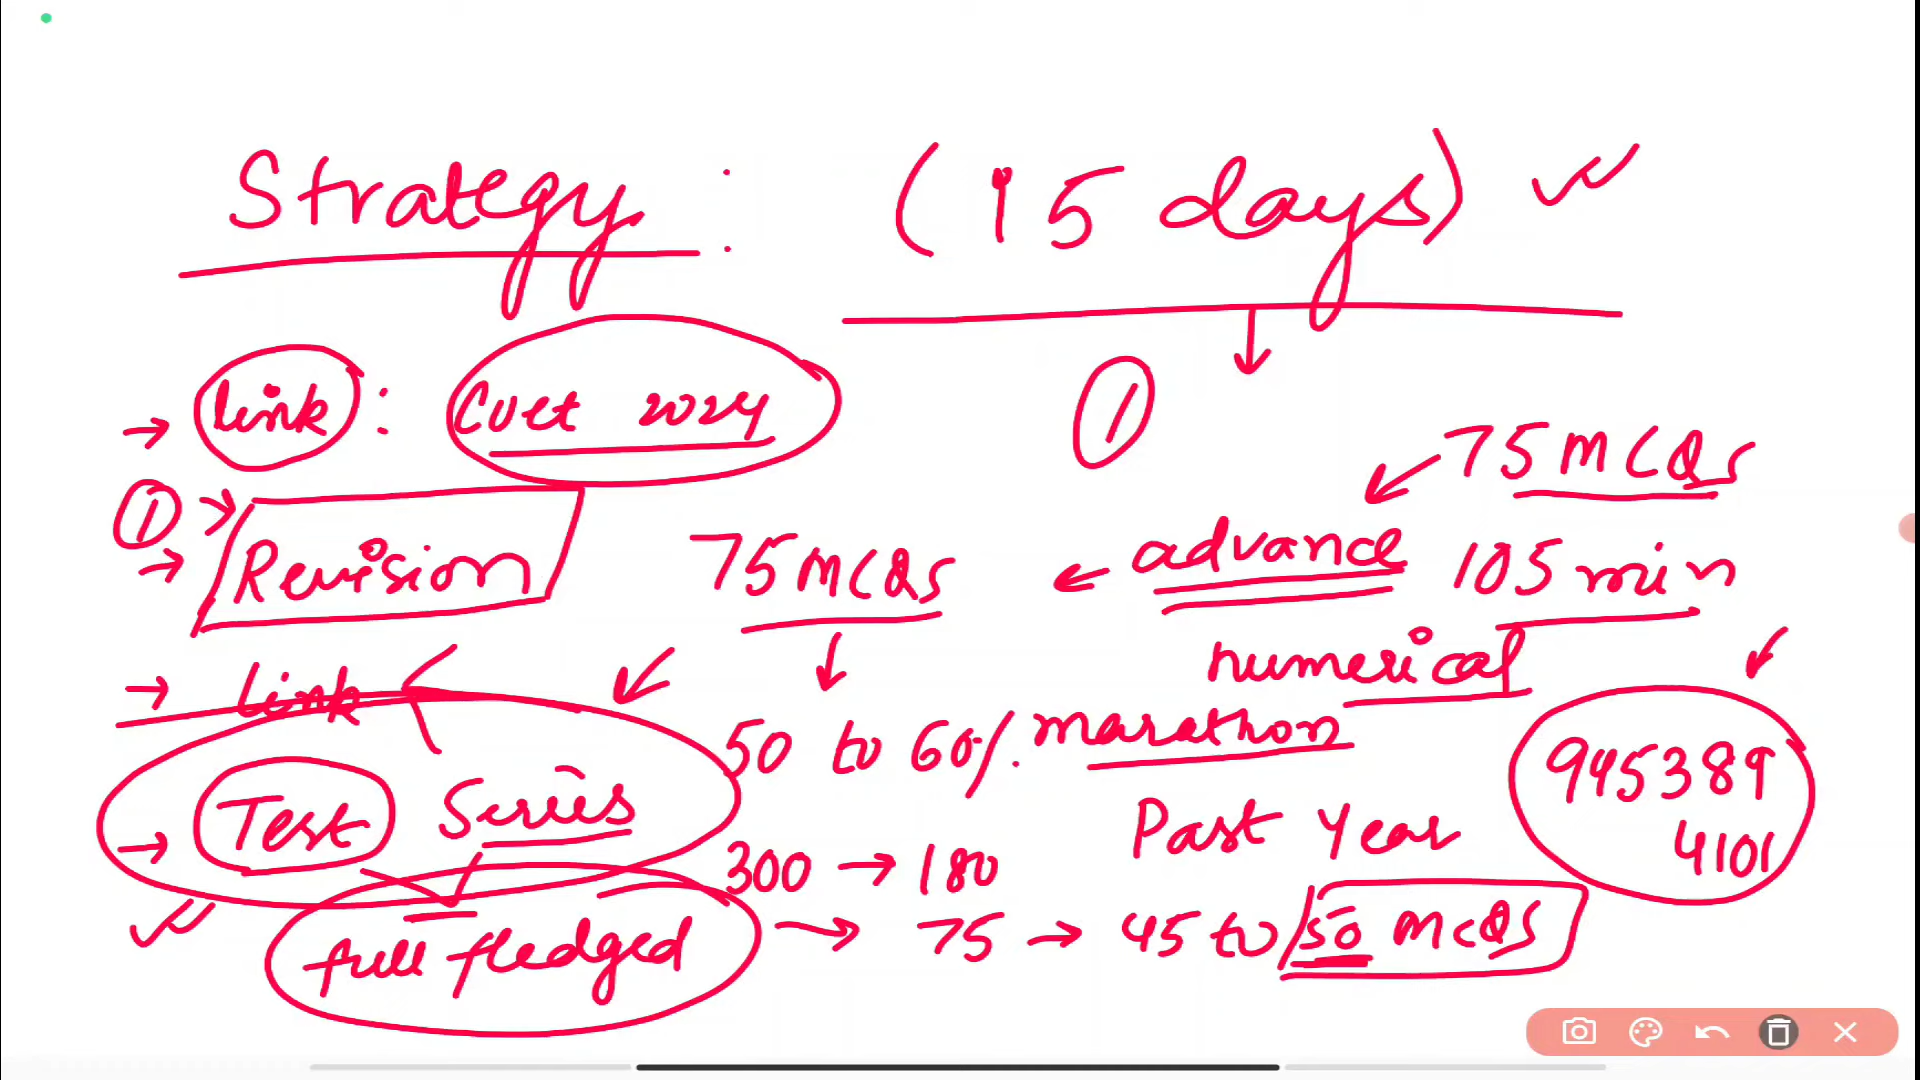 Strategy : (15 days)
link : Cuet 2024
1
75 MCQS
1
Revision
75 MCQS
advance
105 min
numerical
link
50 to 60%.
marathon
945389
4101
Test Series
Past Year
300 → 180
full fledged → 75 → 45 to 50 McQS